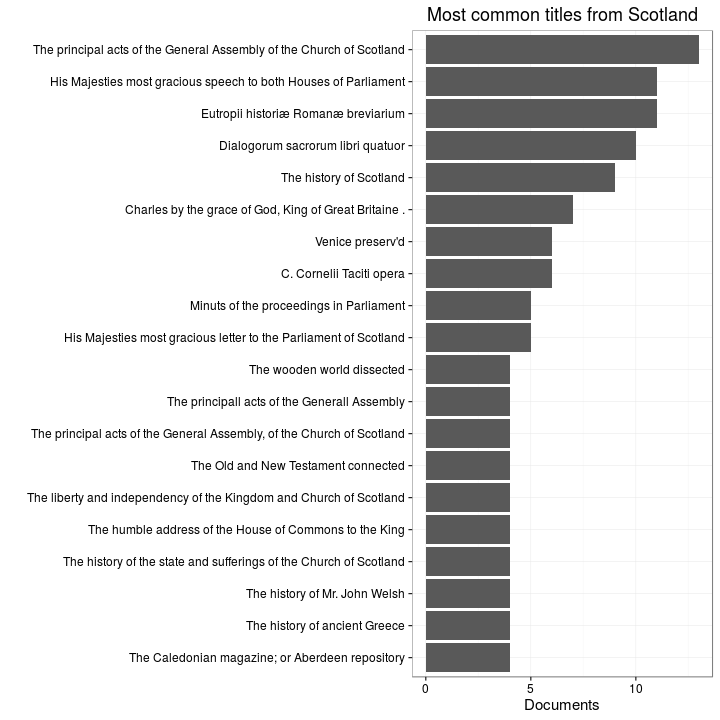 Most common titles from Scotland
The principal acts of the General Assembly of the Church of Scotland
His Majesties most gracious speech to both Houses of Parliament
Eutropii historiæ Romanæ breviarium
Dialogorum sacrorum libri quatuor
The history of Scotland
Charles by the grace of God, King of Great Britaine .
Venice preserv'd
C. Cornelii Taciti opera
Minuts of the proceedings in Parliament
His Majesties most gracious letter to the Parliament of Scotland
The wooden world dissected
The principall acts of the Generall Assembly
The principal acts of the General Assembly, of the Church of Scotland
The Old and New Testament connected
The liberty and independency of the Kingdom and Church of Scotland
The humble address of the House of Commons to the King
The history of the state and sufferings of the Church of Scotland
The history of Mr. John Welsh
The history of ancient Greece
The Caledonian magazine; or Aberdeen repository
0 5 10
Documents